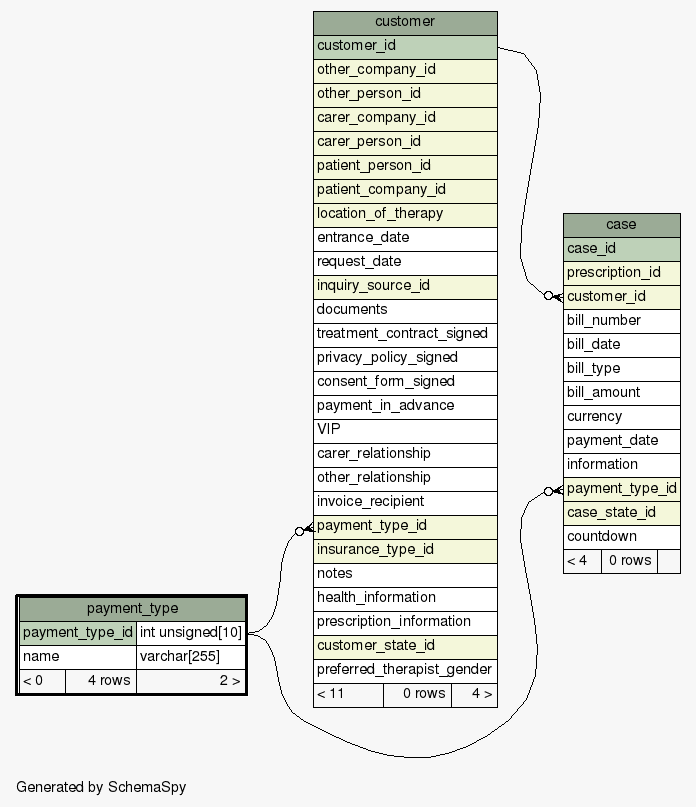 customer
customer_id
other_company_id
other_person_id
carer_company_id
carer_person_id
patient_person_id
patient_company_id
location_of_therapy
entrance_date
request_date
inquiry_source_id
documents
treatment_contract_signed
privacy_policy_signed
consent_form_signed
payment_in_advance
VIP
carer_relationship
other_relationship
invoice_recipient
payment_type_id
insurance_type_id
notes
health_information
prescription_information
customer_state_id
preferred_therapist_gender
< 11 0 rows 4 >
case
case_id
prescription_id
customer_id
bill_number
bill_date
bill_type
bill_amount
currency
payment_date
information
payment_type_id
case_state_id
countdown
< 4 0 rows
payment_type
payment_type_id int unsigned[10]
name varchar[255]
< 0 4 rows 2 >
Generated by SchemaSpy